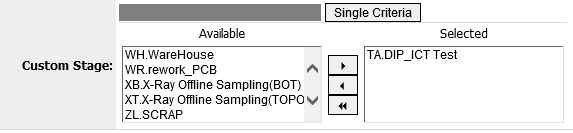 Single Criteria
Available
Selected
Custom Stage:
WH.WareHouse
WR.rework_PCB
XB.X-Ray Offline Sampling(BOT)
XT.X-Ray Offline Sampling(TOPO
ZL.SCRAP
TA.DIP_ICT Test